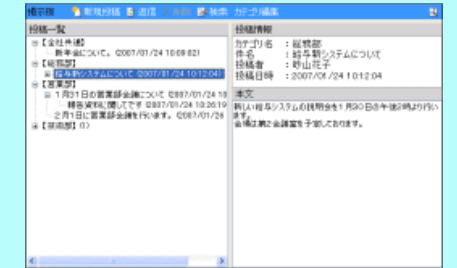 掲示板 新規投稿 返信 削除 検索 カテゴリ編集
投稿一覧
【全社共通】
新年会について。(2007/01/24 10:09:02)
【総務部】
給与新システムについて (2007/01/24 10:12:04)
【営業部】
1月31日の営業部会議について (2007/01/24 10
報告資料に関してです (2007/01/24 10:26:19
2月1日に営業部会議を行います。(2007/01/26
【技術部】 ()
投稿情報
カテゴリ名 : 総務部
件名 : 給与新システムについて
投稿者 : 砂山花子
投稿日時 : 2007/01/24 10:12:04
本文
新しい給与システムの説明会を1月30日の午後2時より行い
ます。
会場は第2会議室を予定しております。